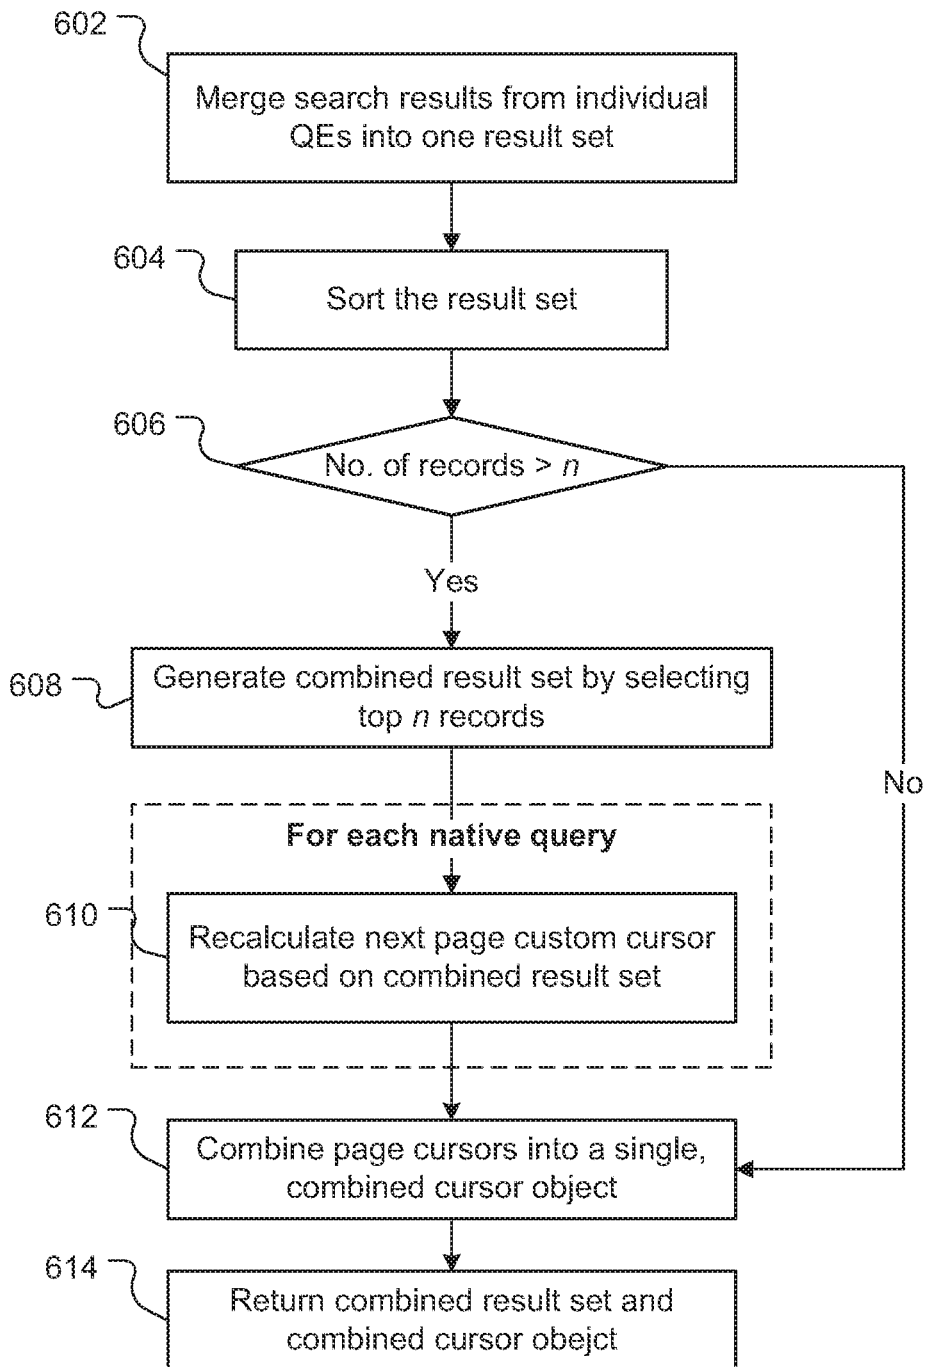 602
Merge search results from individual
QEs into one result set
604
Sort the result set
606
No. of records > n
Yes
608
Generate combined result set by selecting
top n records
No
For each native query
610
Recalculate next page custom cursor
based on combined result set
612
Combine page cursors into a single,
combined cursor object
614
Return combined result set and
combined cursor obejct